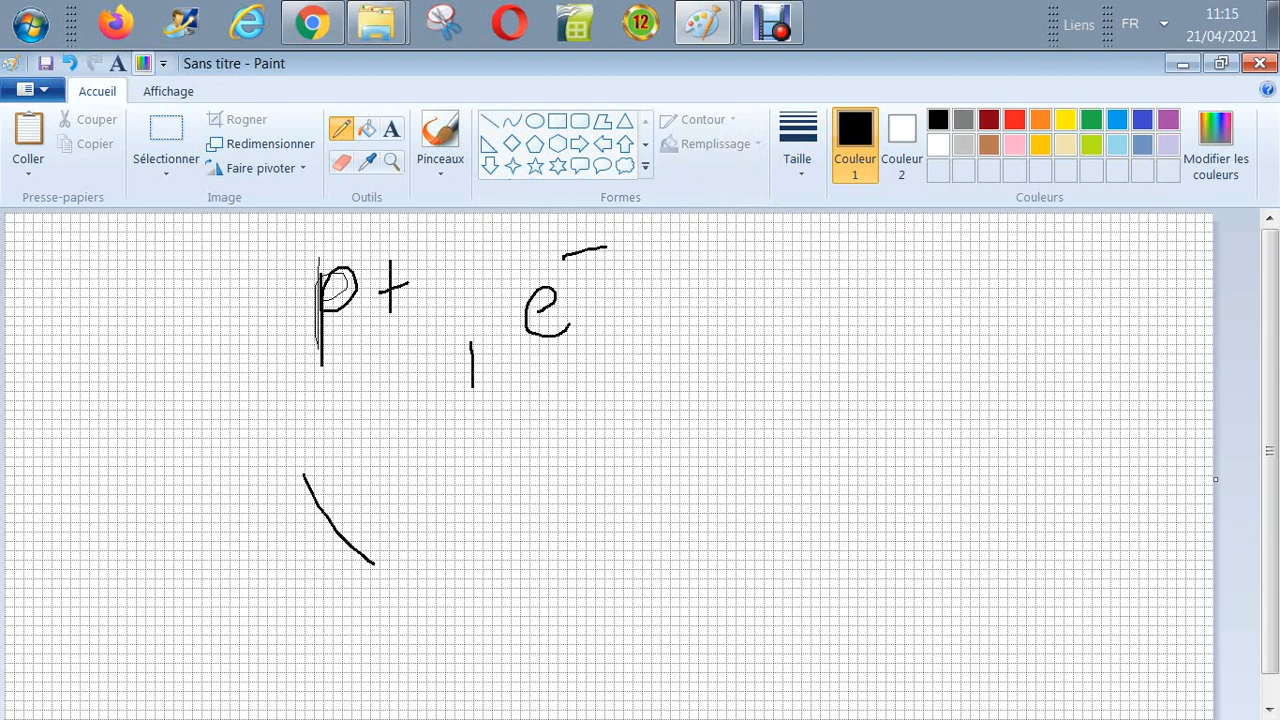 12 Liens FR 11:15
21/04/2021
Sans titre - Paint
Accueil Affichage
Coller Couper Copier
Sélectionner Rogner Redimensionner Faire pivoter
Pinceaux
Contour Remplissage
Taille
Couleur 1 Couleur 2 Modifier les couleurs
Presse-papiers Image Outils Formes Couleurs
p+ , e⁻